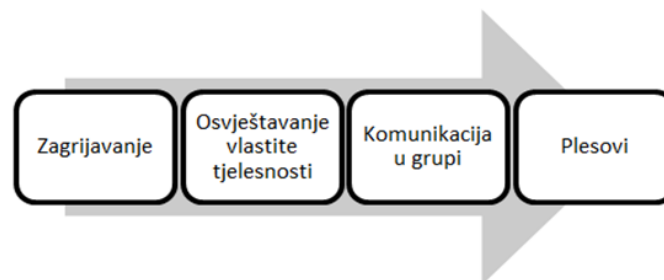 Zagrijavanje
Osvještavanje
vlastite
tjelesnosti
Komunikacija
u grupi
Plesovi